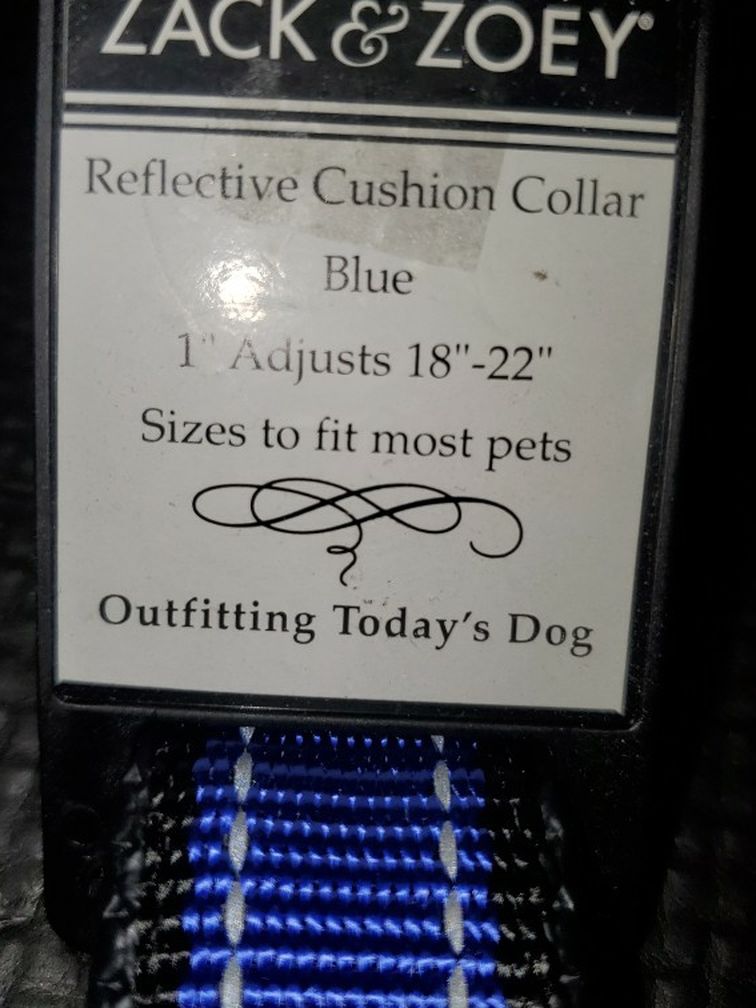 ZACK & ZOEY®
Reflective Cushion Collar
Blue
1" Adjusts 18"-22"
Sizes to fit most pets
Outfitting Today's Dog